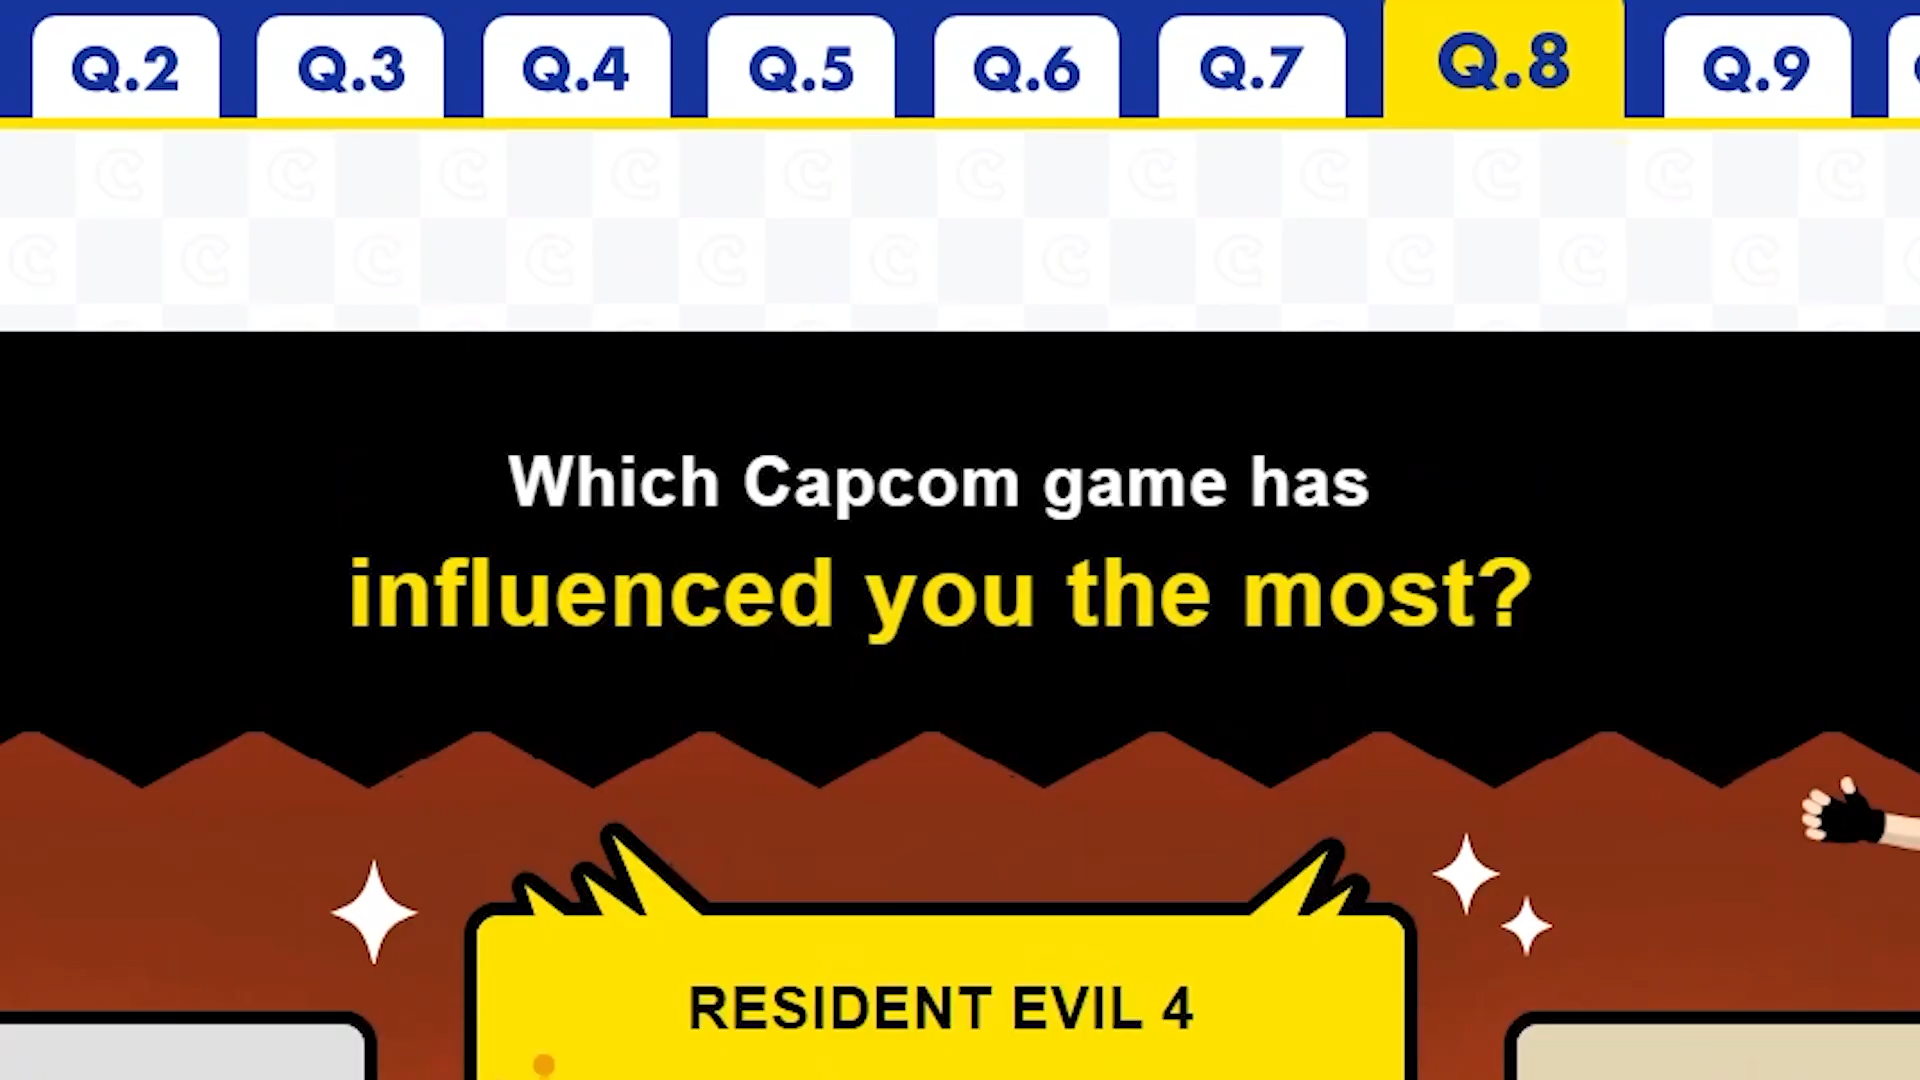 Q.2 Q.3 Q.4 Q.5 Q.6 Q.7 Q.8 Q.9
Which Capcom game has
influenced you the most?
RESIDENT EVIL 4